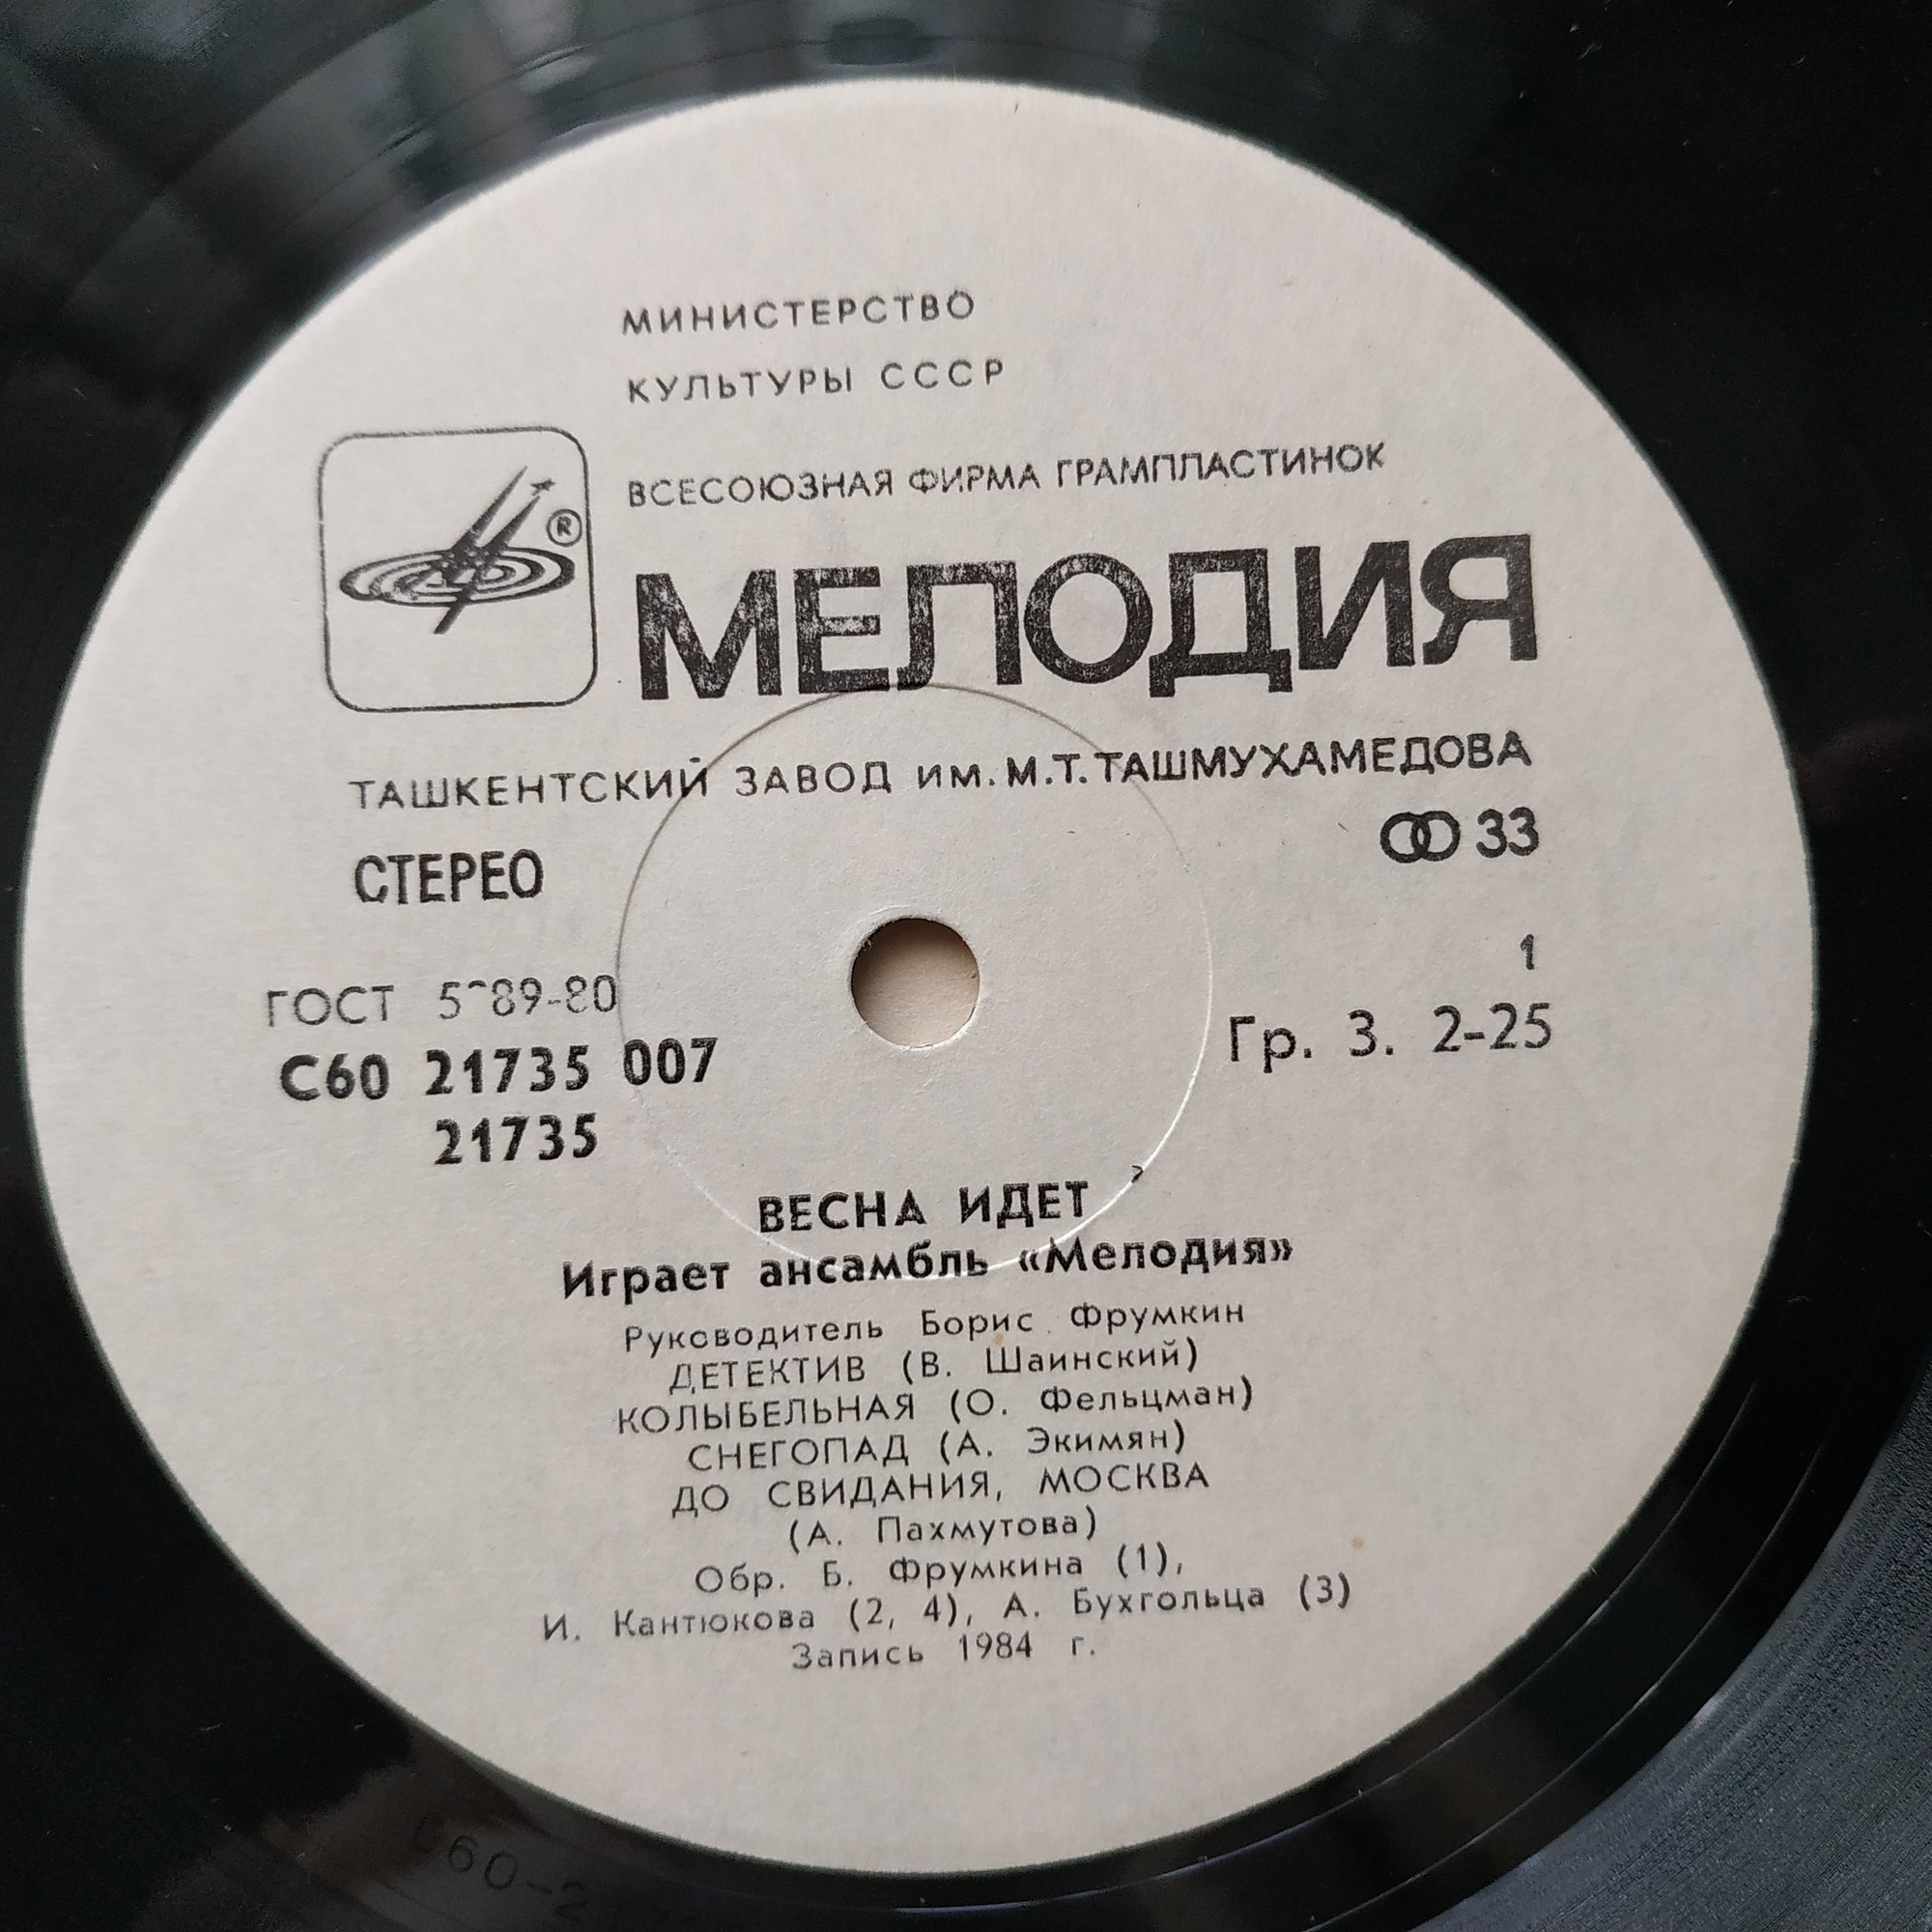 МИНИСТЕРСТВО
КУЛЬТУРЫ СССР
ВСЕСОЮЗНАЯ ФИРМА ГРАМПЛАСТИНОК
®
МЕЛОДИЯ
ТАШКЕНТСКИЙ ЗАВОД им. М.Т. ТАШМУХАМЕДОВА
СТЕРЕО
33
1
ГОСТ
С60 21735 007
21735
Гр. 3. 2-25
ВЕСНА ИДЕТ
Играет ансамбль «Мелодия»
Руководитель Борис Фрумкин
ДЕТЕКТИВ (В. Шаинский)
КОЛЫБЕЛЬНАЯ (О. Фельцман)
СНЕГОПАД (А. Экимян)
ДО СВИДАНИЯ, МОСКВА
(А. Пахмутова)
Обр. Б. Фрумкина (1),
И. Кантюкова (2, 4), А. Бухгольца (3)
Запись 1984 г.